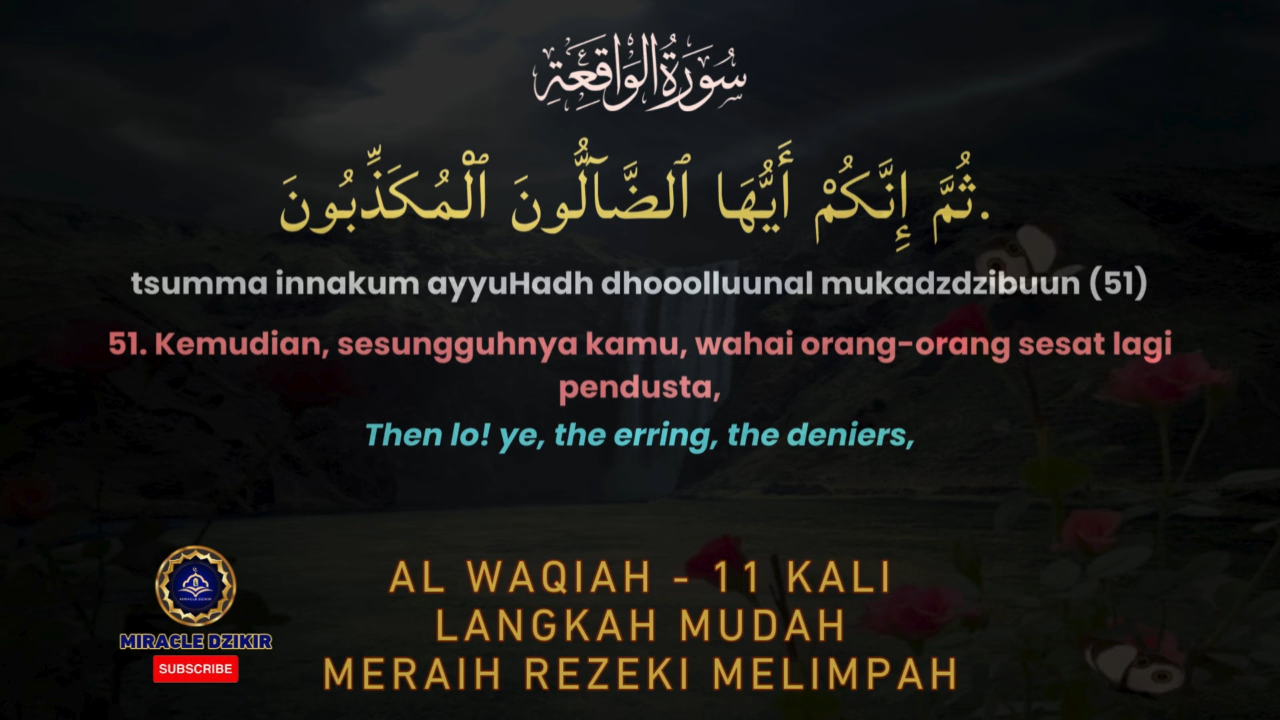 سُورَةُ الوَاقِعَةِ
ثُمَّ إِنَّكُمْ أَيُّهَا ٱلضَّآلُّونَ ٱلْمُكَذِّبُونَ.
tsumma innakum ayyuHadh dhooolluunal mukadzdzibuun (51)
51. Kemudian, sesungguhnya kamu, wahai orang-orang sesat lagi
pendusta,
Then lo! ye, the erring, the deniers,
AL WAQIAH - 11 KALI
LANGKAH MUDAH
MERAIH REZEKI MELIMPAH
MIRACLE DZIKIR
SUBSCRIBE